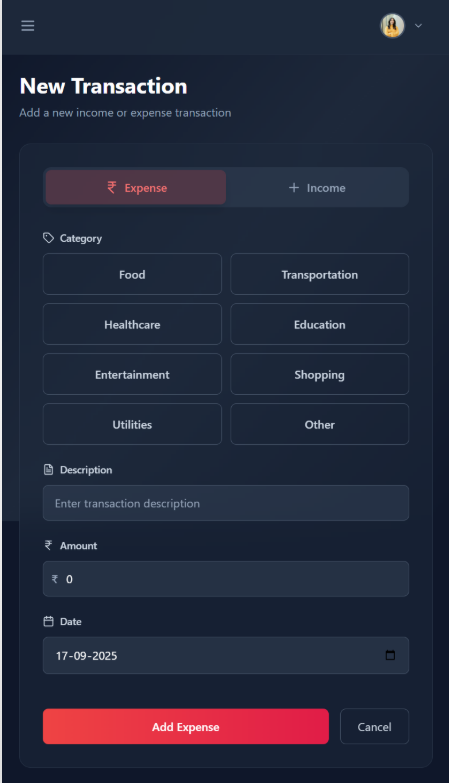 New Transaction
Add a new income or expense transaction
₹ Expense
+ Income
Category
Food
Transportation
Healthcare
Education
Entertainment
Shopping
Utilities
Other
Description
Enter transaction description
₹ Amount
₹ 0
Date
17-09-2025
Add Expense
Cancel